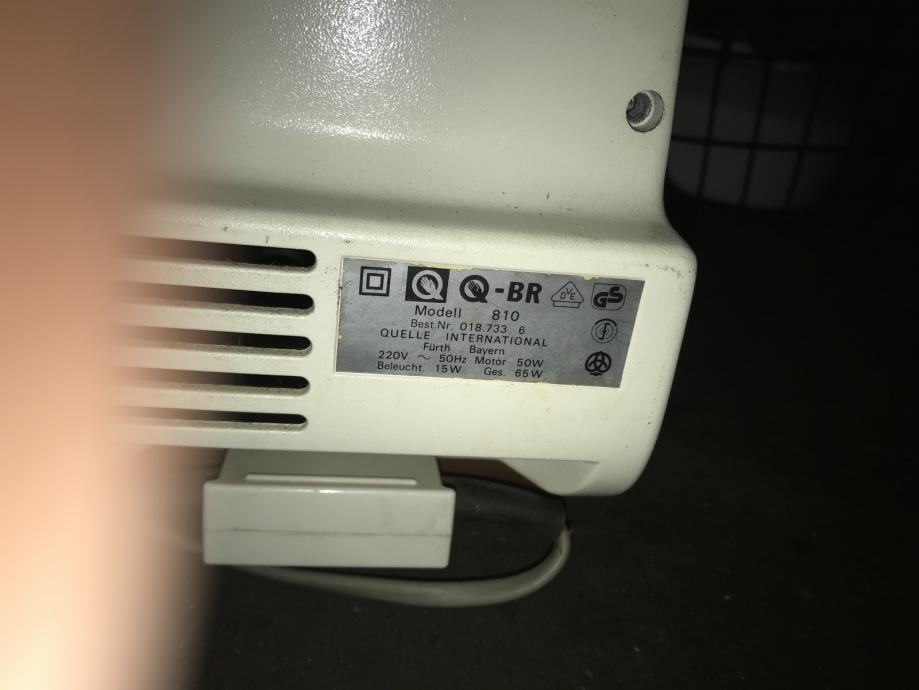 Q Q-BR
Modell 810
Best.Nr. 018.733 6
QUELLE INTERNATIONAL
Fürth Bayern
220V ~ 50Hz Motor 50W
Beleucht. 15W Ges. 65W
DVE
GS